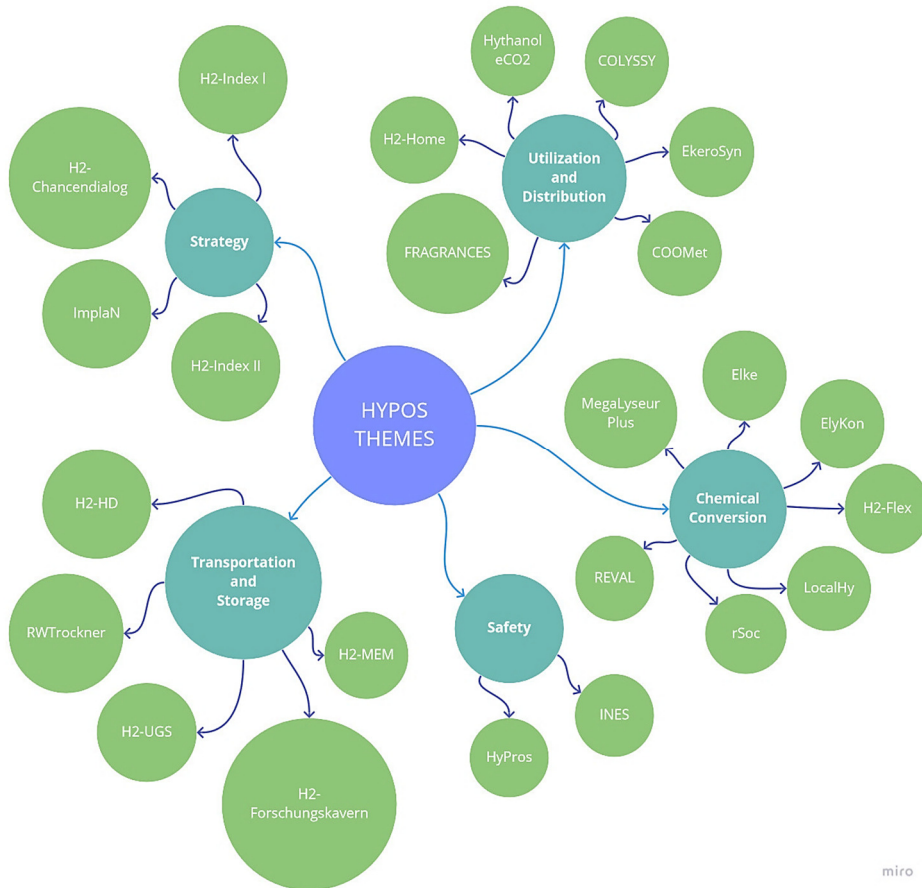 H2-Index l
H2-
Chancendialog
Strategy
ImplaN
H2-Index II
Hythanol
eCO2
COLYSSY
H2-Home
Utilization
and
Distribution
EkeroSyn
FRAGRANCES
COOMet
HYPOS
THEMES
MegaLyseur
Plus
Elke
ElyKon
Chemical
Conversion
H2-Flex
REVAL
rSoc
LocalHy
H2-HD
Transportation
and
Storage
RWTrockner
H2-MEM
H2-UGS
H2-
Forschungskavern
Safety
INES
HyPros
miro